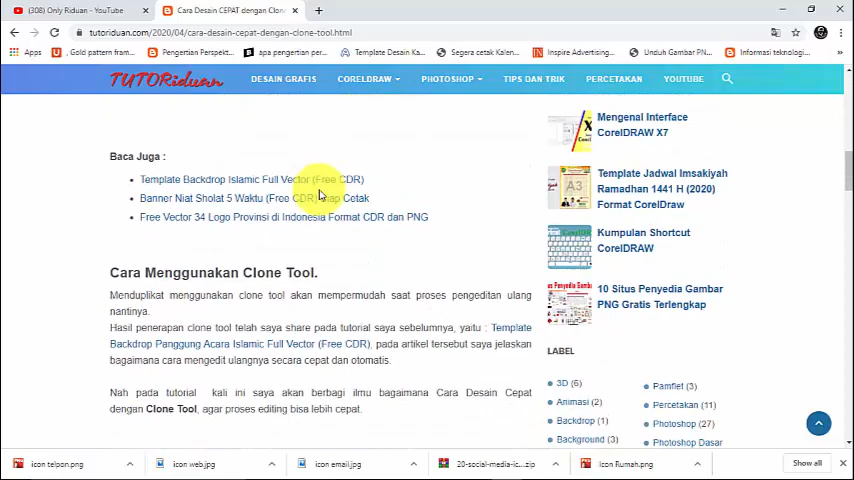 (308) Only Riduan - YouTube
Cara Desain CEPAT dengan Clone
tutoriduan.com/2020/04/cara-desain-cepat-dengan-clone-tool.html
Apps
, Gold pattern fram...
Pengertian Perspekt...
apa pengertian per...
Template Desain Ka...
Segera cetak Kalen...
Inspire Advertising...
Unduh Gambar PN...
Informasi teknologi...
TUTORiduan
DESAIN GRAFIS
CORELDRAW
PHOTOSHOP
TIPS DAN TRIK
PERCETAKAN
YOUTUBE
Baca Juga :
Template Backdrop Islamic Full Vector (Free CDR)
Banner Niat Sholat 5 Waktu (Free CDR) Siap Cetak
Free Vector 34 Logo Provinsi di Indonesia Format CDR dan PNG
Cara Menggunakan Clone Tool.
Menduplikat menggunakan clone tool akan mempermudah saat proses pengeditan ulang
nantinya.
Hasil penerapan clone tool telah saya share pada tutorial saya sebelumnya, yaitu : Template
Backdrop Panggung Acara Islamic Full Vector (Free CDR), pada artikel tersebut saya jelaskan
bagaimana cara mengedit ulangnya secara cepat dan otomatis.
Nah pada tutorial kali ini saya akan berbagi ilmu bagaimana Cara Desain Cepat
dengan Clone Tool, agar proses editing bisa lebih cepat.
Mengenal Interface
CorelDRAW X7
A3
Template Jadwal Imsakiyah
Ramadhan 1441 H (2020)
Format CorelDraw
Kumpulan Shortcut
CorelDRAW
10 Situs Penyedia Gambar
PNG Gratis Terlengkap
LABEL
3D (6)
Pamflet (3)
Animasi (2)
Percetakan (11)
Backdrop (1)
Photoshop (27)
Background (3)
Photoshop Dasar
icon telpon.png
icon web.jpg
icon email.jpg
20-social-media-ic....zip
Icon Rumah.png
Show all